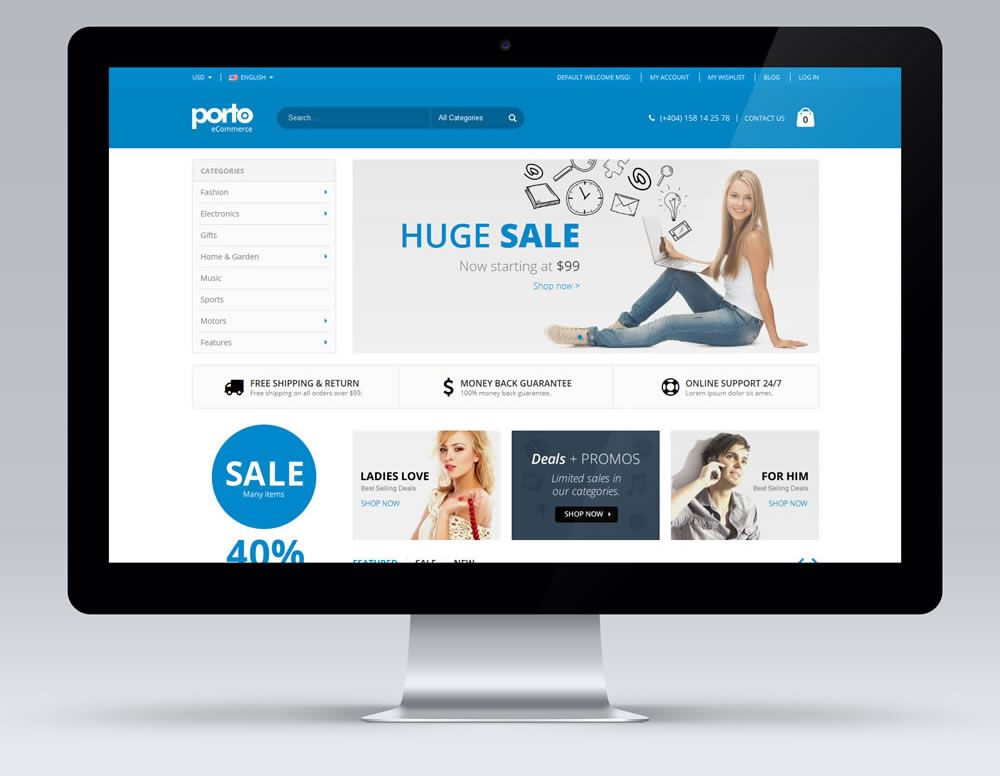 USD
ENGLISH
DEFAULT WELCOME MSG!
MY ACCOUNT
MY WISHLIST
BLOG
LOG IN
porto
eCommerce
Search...
All Categories
(+404) 158 14 25 78
CONTACT US
0
CATEGORIES
Fashion
Electronics
Gifts
Home & Garden
Music
Sports
Motors
Features
HUGE SALE
Now starting at $99
Shop now >
FREE SHIPPING & RETURN
Free shipping on all orders over $99.
MONEY BACK GUARANTEE
100% money back guarantee.
ONLINE SUPPORT 24/7
Lorem ipsum dolor sit amet.
SALE
Many items
40%
LADIES LOVE
Best Selling Deals
SHOP NOW
Deals + PROMOS
Limited sales in
our categories.
SHOP NOW
FOR HIM
Best Selling Deals
SHOP NOW
FEATURED
SALE
NEW